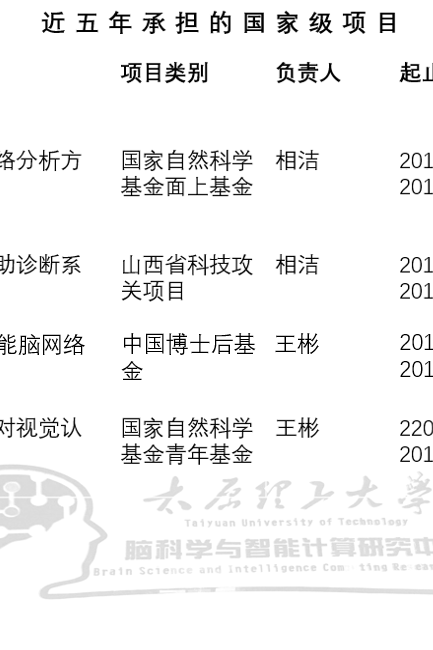 近五年承担的国家级项目
项目类别 负责人 起止
络分析方 国家自然科学 相洁 201
基金面上基金 201
助诊断系 山西省科技攻 相洁 201
关项目 201
能脑网络 中国博士后基 王彬 201
金 201
对视觉认 国家自然科学 王彬 220
基金青年基金 201
太原理工大学
Taiyuan University of Technology
脑科学与智能计算研究中
Brain Science and Intelligence Computing Resea